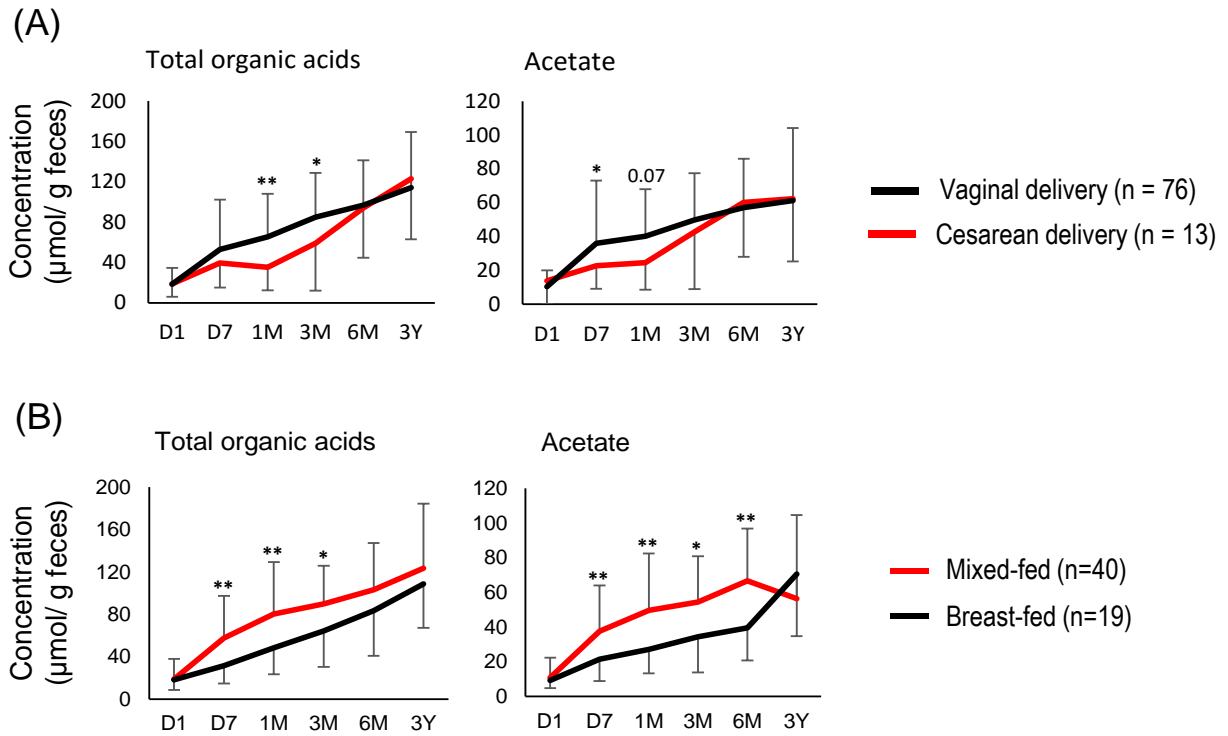 (A)
Total organic acids
Acetate
Concentration
(µmol/ g feces)
200
160
120
80
40
0
** *
D1 D7 1M 3M 6M 3Y
120
100
80
60
40
20
0
* 0.07
D1 D7 1M 3M 6M 3Y
Vaginal delivery (n = 76)
Cesarean delivery (n = 13)
(B)
Total organic acids
Acetate
Concentration
(µmol/ g feces)
200
160
120
80
40
0
** ** *
D1 D7 1M 3M 6M 3Y
120
100
80
60
40
20
0
** ** * **
D1 D7 1M 3M 6M 3Y
Mixed-fed (n=40)
Breast-fed (n=19)